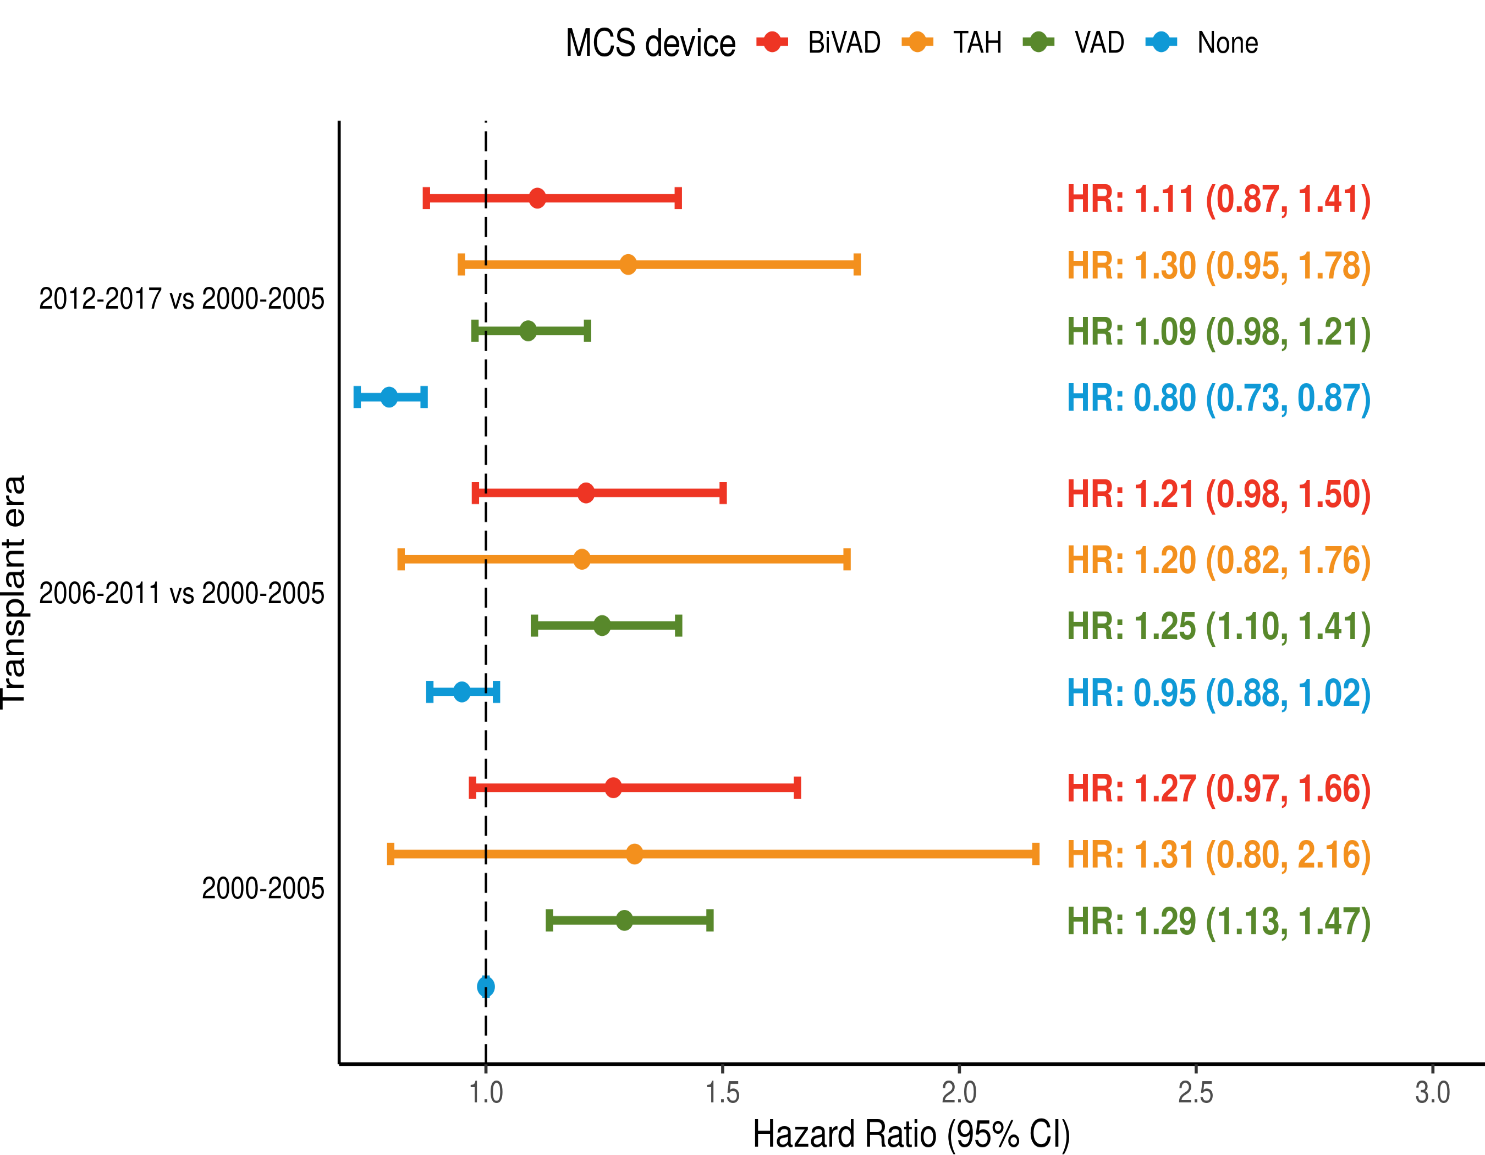 MCS device BiVAD TAH VAD None
Transplant era
2012-2017 vs 2000-2005
HR: 1.11 (0.87, 1.41)
HR: 1.30 (0.95, 1.78)
HR: 1.09 (0.98, 1.21)
HR: 0.80 (0.73, 0.87)
2006-2011 vs 2000-2005
HR: 1.21 (0.98, 1.50)
HR: 1.20 (0.82, 1.76)
HR: 1.25 (1.10, 1.41)
HR: 0.95 (0.88, 1.02)
2000-2005
HR: 1.27 (0.97, 1.66)
HR: 1.31 (0.80, 2.16)
HR: 1.29 (1.13, 1.47)
1.0 1.5 2.0 2.5 3.0
Hazard Ratio (95% CI)